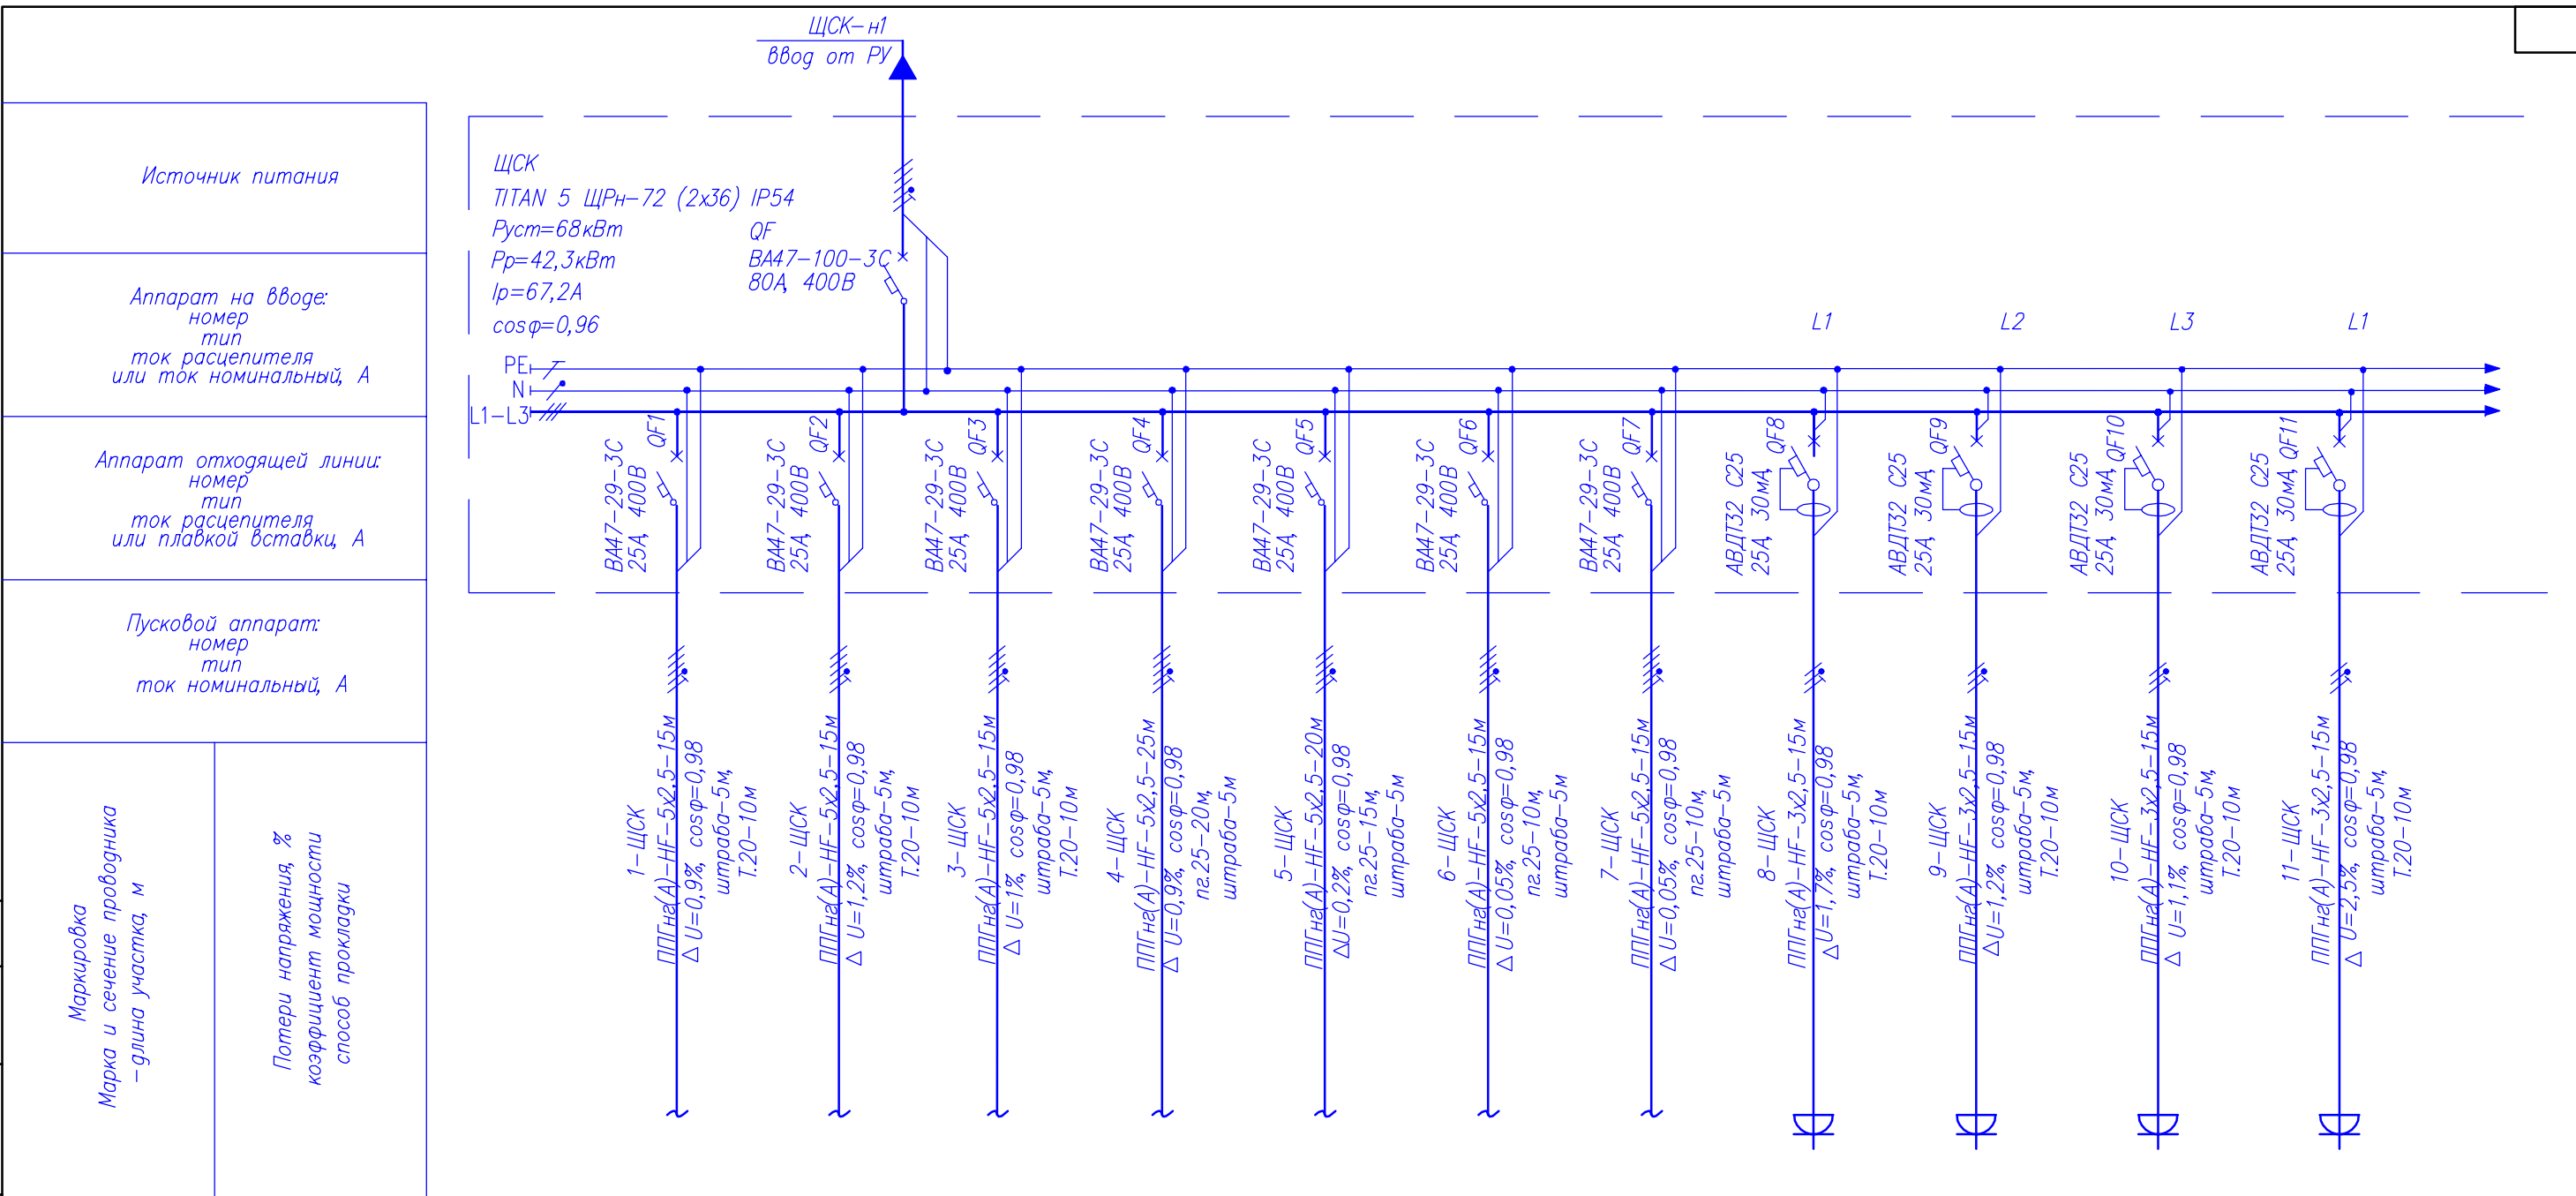 ЩСК-н1
ввод от РУ
Источник питания
Аппарат на вводе:
номер
тип
ток расцепителя
или ток номинальный, А
Аппарат отходящей линии:
номер
тип
ток расцепителя
или плавкой вставки, А
Пусковой аппарат:
номер
тип
ток номинальный, А
Маркировка
Марка и сечение проводника
-длина участка, м
Потери напряжения, %
коэффициент мощности
способ прокладки
ЩСК
TITAN 5 ЩРн-72 (2х36) IP54
Руст=68кВт
Рр=42,3кВт
Iр=67,2А
cosφ=0,96
QF
ВА47-100-3С
80А, 400В
L1
L2
L3
L1
PE
N
L1-L3
QF1
ВА47-29-3С
25А, 400В
QF2
ВА47-29-3С
25А, 400В
QF3
ВА47-29-3С
25А, 400В
QF4
ВА47-29-3С
25А, 400В
QF5
ВА47-29-3С
25А, 400В
QF6
ВА47-29-3С
25А, 400В
QF7
ВА47-29-3С
25А, 400В
QF8
АВДТ32 С25
25А, 30мА,
QF9
АВДТ32 С25
25А, 30мА,
QF10
АВДТ32 С25
25А, 30мА,
QF11
АВДТ32 С25
25А, 30мА,
1-ЩСК
ППГнг(А)-HF-5х2,5-15м
Δ U=0,9%, cosφ=0,98
штраба-5м,
Т.20-10м
2-ЩСК
ППГнг(А)-HF-5х2,5-15м
Δ U=1,2%, cosφ=0,98
штраба-5м,
Т.20-10м
3-ЩСК
ППГнг(А)-HF-5х2,5-15м
Δ U=1%, cosφ=0,98
штраба-5м,
Т.20-10м
4-ЩСК
ППГнг(А)-HF-5х2,5-25м
Δ U=0,9%, cosφ=0,98
пг.25-20м,
штраба-5м
5-ЩСК
ППГнг(А)-HF-5х2,5-20м
ΔU=0,2%, cosφ=0,98
пг.25-15м,
штраба-5м
6-ЩСК
ППГнг(А)-HF-5х2,5-15м
Δ U=0,05%, cosφ=0,98
пг.25-10м,
штраба-5м
7-ЩСК
ППГнг(А)-HF-5х2,5-15м
Δ U=0,05%, cosφ=0,98
пг.25-10м,
штраба-5м
8-ЩСК
ППГнг(А)-HF-3х2,5-15м
ΔU=1,7%, cosφ=0,98
штраба-5м,
Т.20-10м
9-ЩСК
ППГнг(А)-HF-3х2,5-15м
ΔU=1,2%, cosφ=0,98
штраба-5м,
Т.20-10м
10-ЩСК
ППГнг(А)-HF-3х2,5-15м
Δ U=1,1%, cosφ=0,98
штраба-5м,
Т.20-10м
11-ЩСК
ППГнг(А)-HF-3х2,5-15м
Δ U=2,5%, cosφ=0,98
штраба-5м,
Т.20-10м